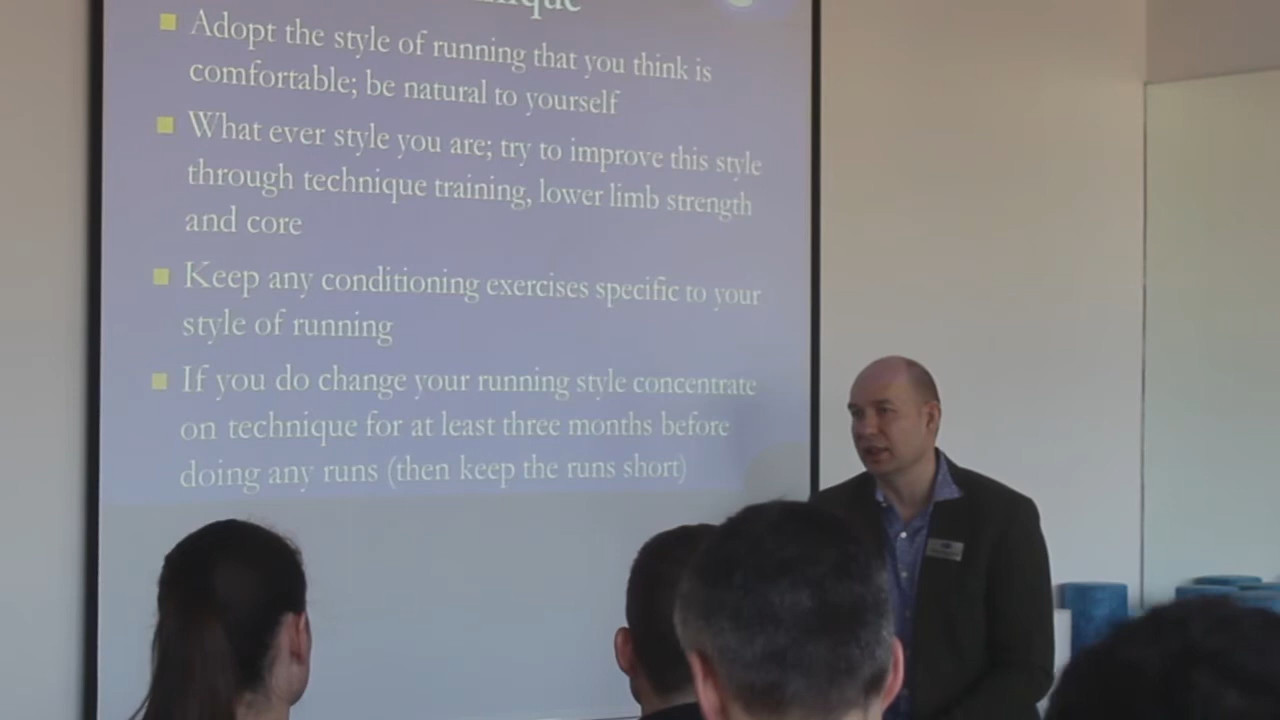 Adopt the style of running that you think is
comfortable; be natural to yourself
What ever style you are; try to improve this style
through technique training, lower limb strength
and core
Keep any conditioning exercises specific to your
style of running
If you do change your running style concentrate
on technique for at least three months before
doing any runs (then keep the runs short)